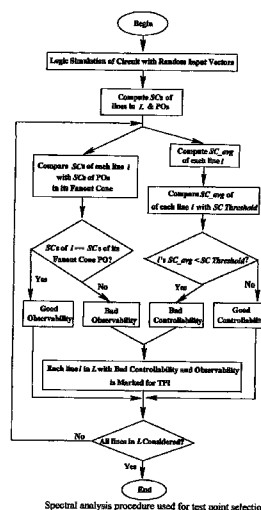 Begin
Logic Simulation of Circuit with Random Input Vectors
Compute SCs of
lines in L & POs
Compare SCs of each line i
with SCs of POs
in its Fanout Cone
Compute SC_avg
of each line i
Compare SC_avg of
of each line i with SC Threshold
SCs of i == SCs of its
Fanout Cone PO?
i's SC_avg < SC Threshold?
Yes
No
Yes
No
Good
Observability
Bad
Observability
Bad
Controllability
Good
Controllability
Each line i in L with Bad Controllability and Observability
is Marked for TPI
No
All lines in L Considered?
Yes
End
Spectral analysis procedure used for test point selectio